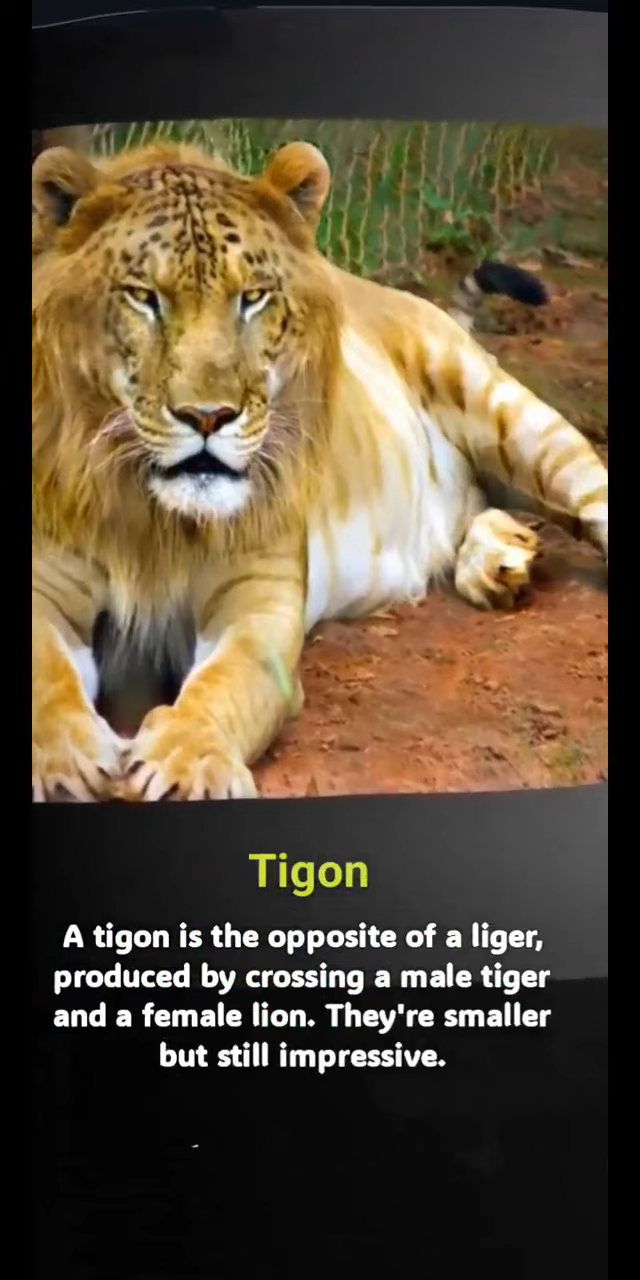 Tigon
A tigon is the opposite of a liger,
produced by crossing a male tiger
and a female lion. They're smaller
but still impressive.